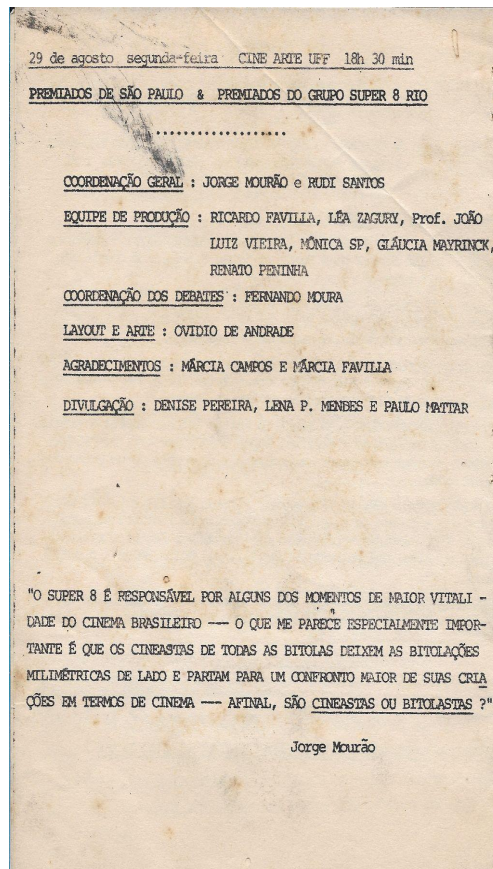 29 de agosto segunda-feira CINE ARTE UFF 18h 30 min
PREMIADOS DE SÃO PAULO & PREMIADOS DO GRUPO SUPER 8 RIO
...................
COORDENAÇÃO GERAL : JORGE MOURÃO e RUDI SANTOS
EQUIPE DE PRODUÇÃO : RICARDO FAVILLA, LÉA ZAGURY, Prof. JOÃO
LUIZ VIEIRA, MÔNICA SP, GLÁUCIA MAYRINCK,
RENATO PENINHA
COORDENAÇÃO DOS DEBATES : FERNANDO MOURA
LAYOUT E ARTE : OVIDIO DE ANDRADE
AGRADECIMENTOS : MÁRCIA CAMPOS E MÁRCIA FAVILLA
DIVULGAÇÃO : DENISE PEREIRA, LENA P. MENDES E PAULO MATTAR
"O SUPER 8 É RESPONSÁVEL POR ALGUNS DOS MOMENTOS DE MAIOR VITALI -
DADE DO CINEMA BRASILEIRO --- O QUE ME PARECE ESPECIALMENTE IMPOR-
TANTE É QUE OS CINEASTAS DE TODAS AS BITOLAS DEIXEM AS BITOLAÇÕES
MILIMÉTRICAS DE LADO E PARTAM PARA UM CONFRONTO MAIOR DE SUAS CRIA
ÇÕES EM TERMOS DE CINEMA --- AFINAL, SÃO CINEASTAS OU BITOLASTAS ?"
Jorge Mourão